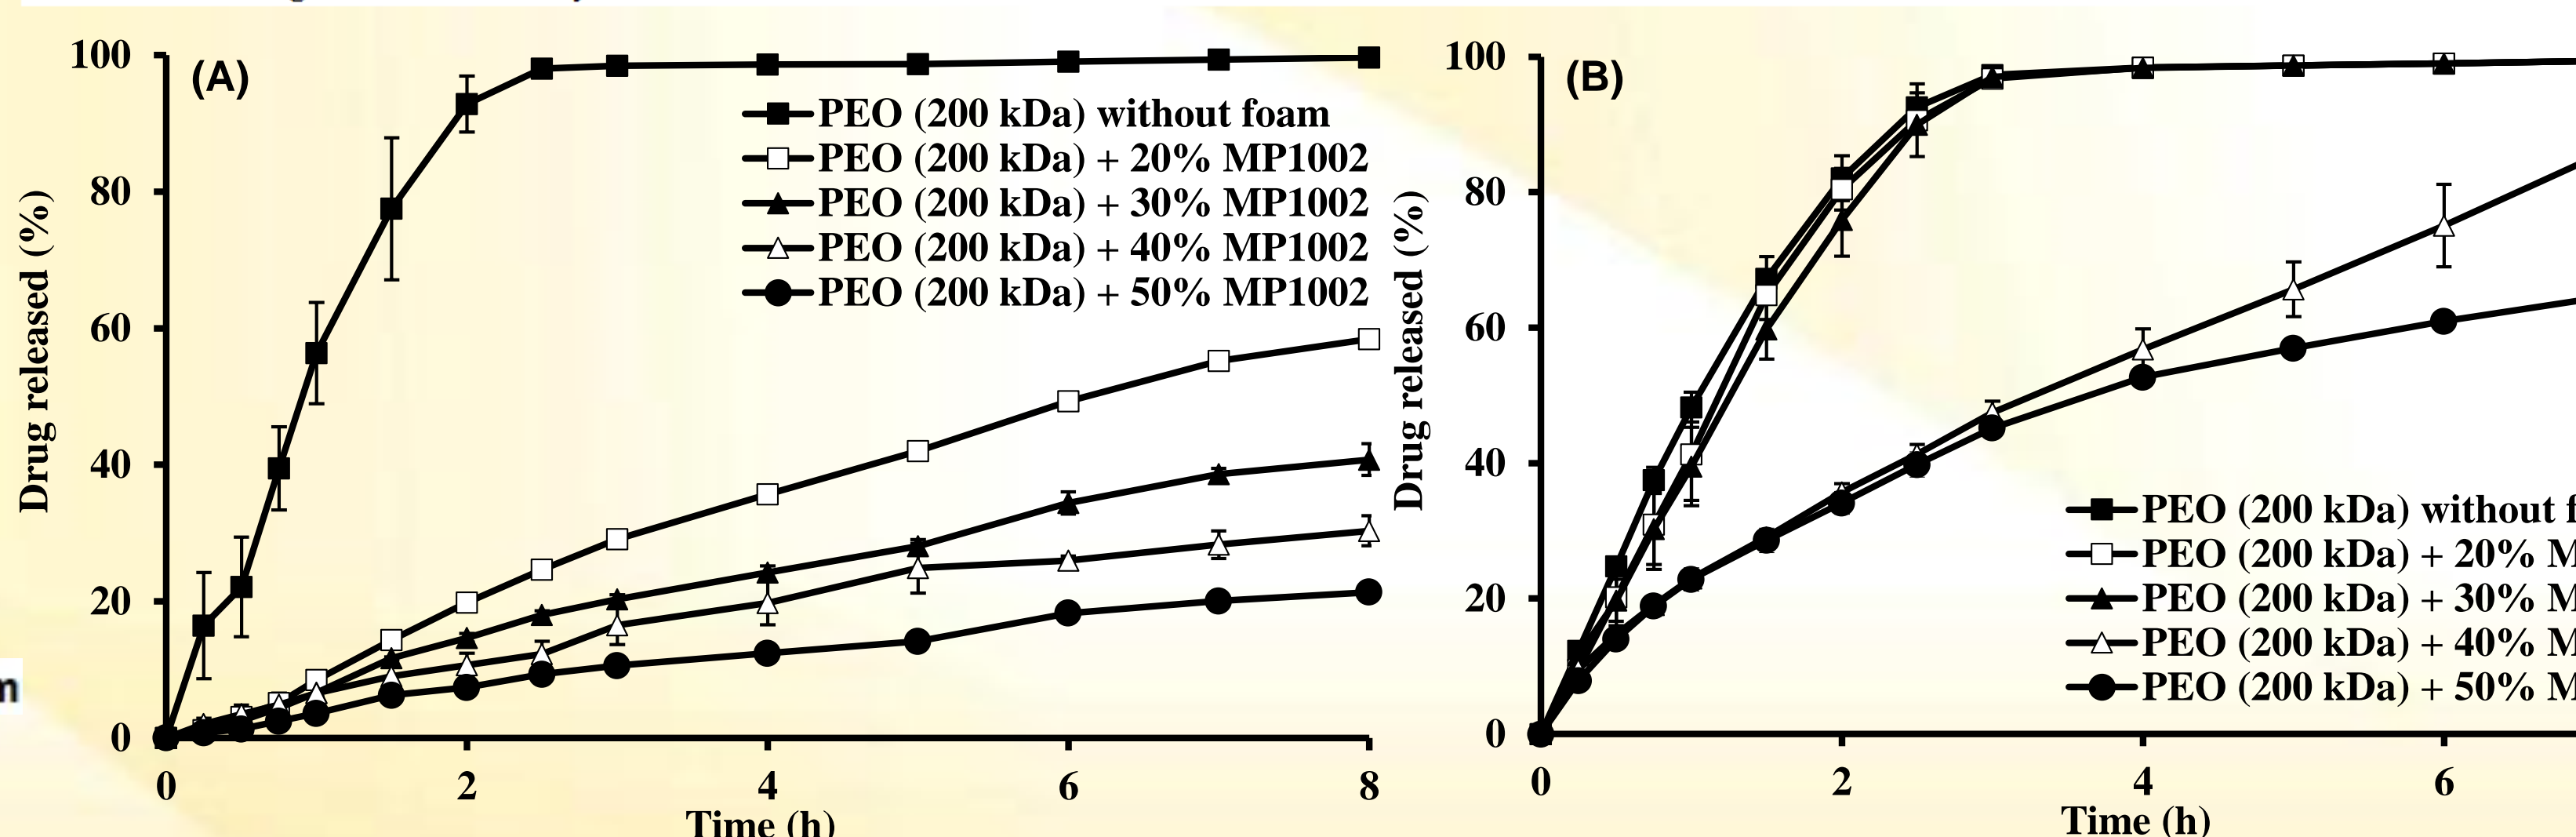 (A)
Drug released (%)
100
80
60
40
20
0
PEO (200 kDa) without foam
PEO (200 kDa) + 20% MP1002
PEO (200 kDa) + 30% MP1002
PEO (200 kDa) + 40% MP1002
PEO (200 kDa) + 50% MP1002
0 2 4 6 8
Time (h)
(B)
Drug released (%)
100
80
60
40
20
0
PEO (200 kDa) without f
PEO (200 kDa) + 20% M
PEO (200 kDa) + 30% M
PEO (200 kDa) + 40% M
PEO (200 kDa) + 50% M
0 2 4 6
Time (h)